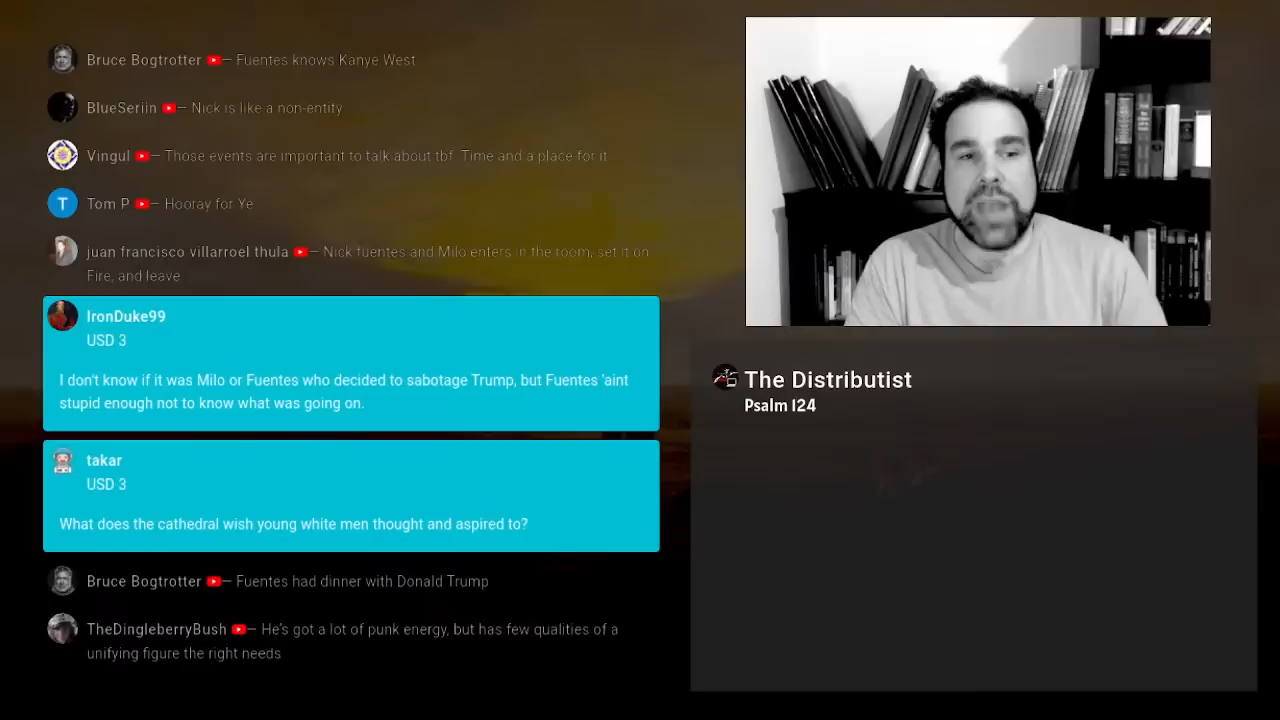 Bruce Bogtrotter — Fuentes knows Kanye West
BlueSeriin — Nick is like a non-entity
Vingul — Those events are important to talk about tbf. Time and a place for it
T
Tom P — Hooray for Ye
juan francisco villarroel thula — Nick fuentes and Milo enters in the room, set it on
Fire, and leave
IronDuke99
USD 3
I don't know if it was Milo or Fuentes who decided to sabotage Trump, but Fuentes 'aint
stupid enough not to know what was going on.
takar
USD 3
What does the cathedral wish young white men thought and aspired to?
Bruce Bogtrotter — Fuentes had dinner with Donald Trump
TheDingleberryBush — He's got a lot of punk energy, but has few qualities of a
unifying figure the right needs
The Distributist
Psalm 124